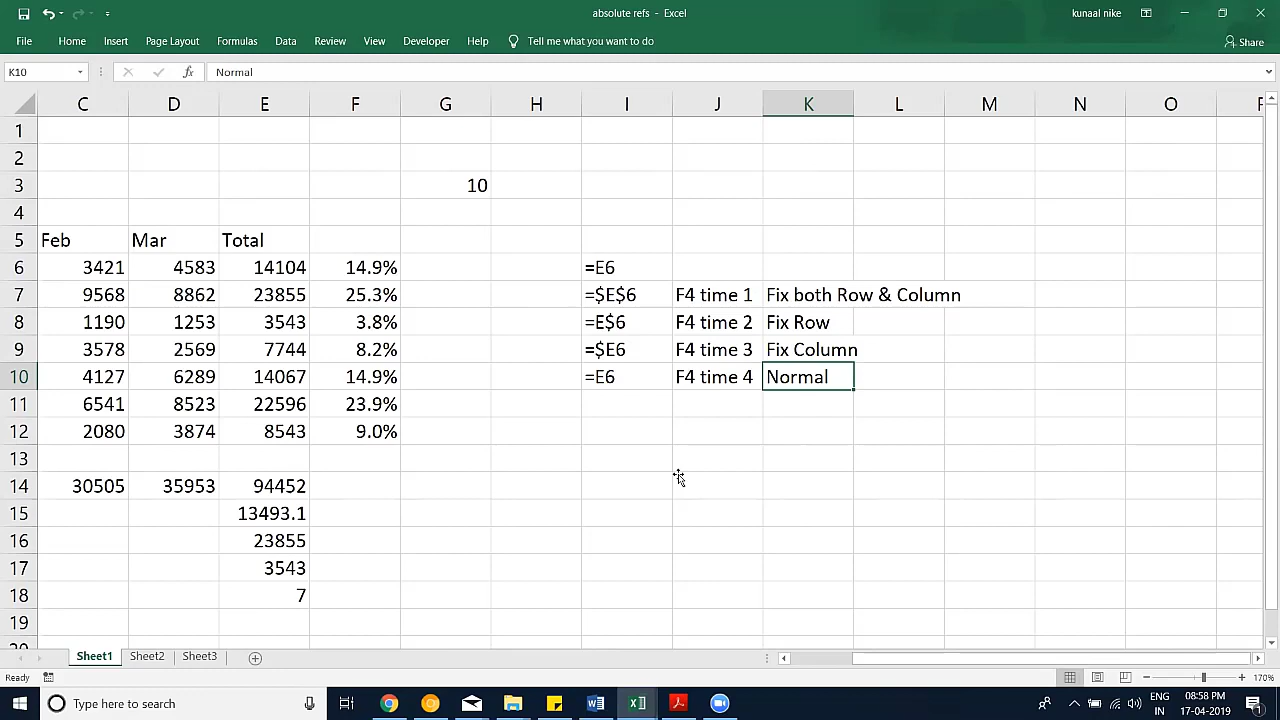 absolute refs - Excel
kunaal nike
File Home Insert Page Layout Formulas Data Review View Developer Help Tell me what you want to do Share
K10 fx Normal
C D E F G H I J K L M N O
1
2
3 10
4
5 Feb Mar Total
6 3421 4583 14104 14.9% =E6
7 9568 8862 23855 25.3% =$E$6 F4 time 1 Fix both Row & Column
8 1190 1253 3543 3.8% =E$6 F4 time 2 Fix Row
9 3578 2569 7744 8.2% =$E6 F4 time 3 Fix Column
10 4127 6289 14067 14.9% =E6 F4 time 4 Normal
11 6541 8523 22596 23.9%
12 2080 3874 8543 9.0%
13
14 30505 35953 94452
15 13493.1
16 23855
17 3543
18 7
19
Sheet1 Sheet2 Sheet3
Ready 170%
Type here to search
ENG 08:58 PM
IN 17-04-2019